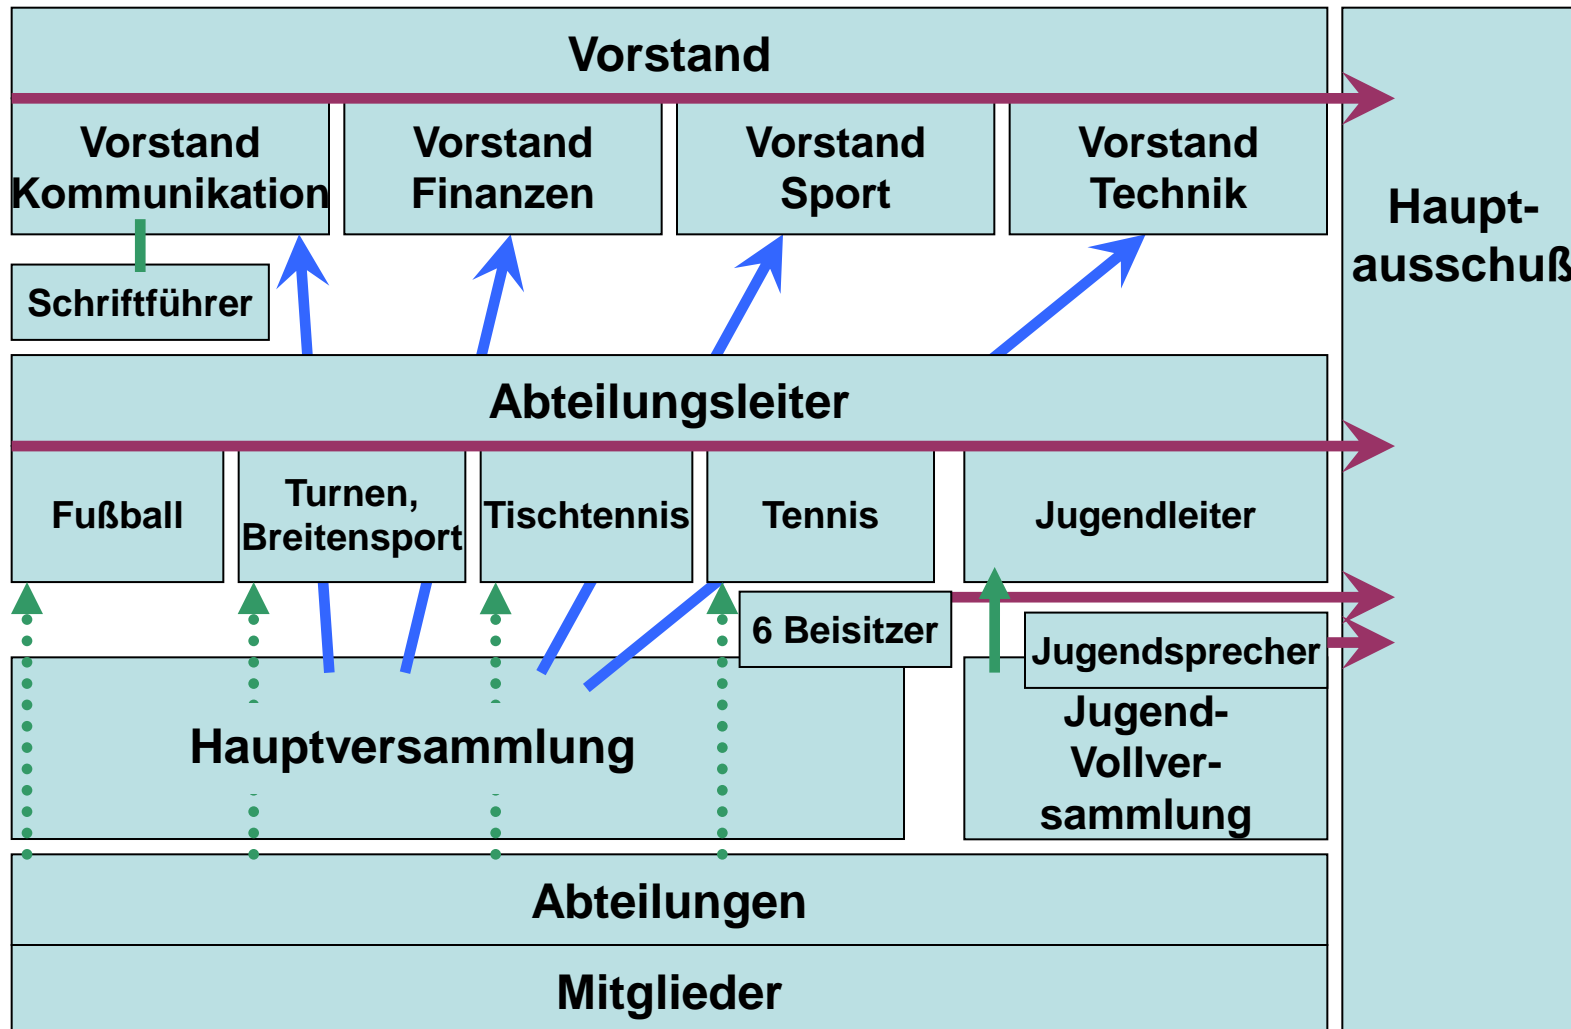 Vorstand
Vorstand
Kommunikation
Vorstand
Finanzen
Vorstand
Sport
Vorstand
Technik
Haupt-
ausschuß
Schriftführer
Abteilungsleiter
Fußball
Turnen,
Breitensport
Tischtennis
Tennis
Jugendleiter
6 Beisitzer
Jugendsprecher
Hauptversammlung
Jugend-
Vollver-
sammlung
Abteilungen
Mitglieder